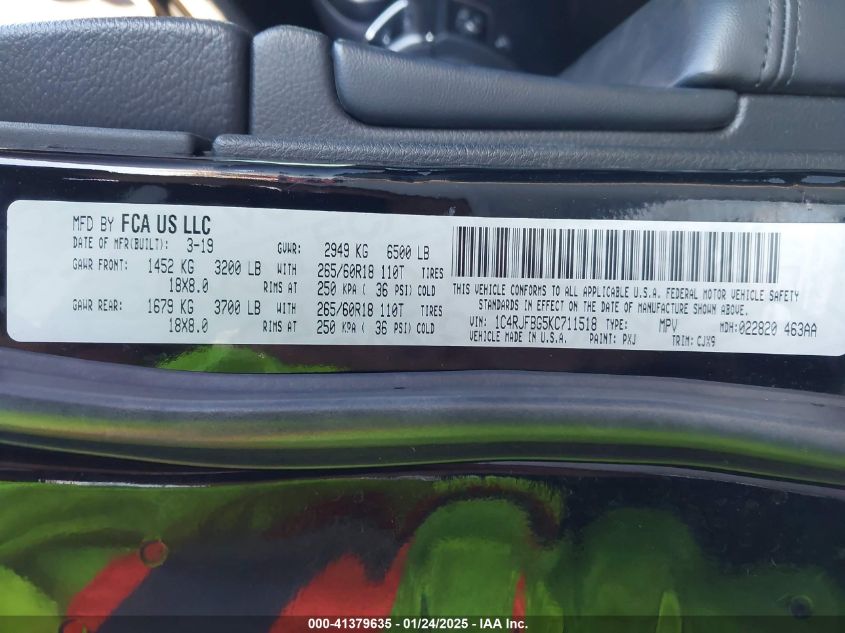 MFD BY FCA US LLC
DATE OF MFR(BUILT): 3-19 GVWR: 2949 KG 6500 LB
GAWR FRONT: 1452 KG 3200 LB WITH 265/60R18 110T TIRES
18X8.0 RIMS AT 250 KPA ( 36 PSI) COLD
GAWR REAR: 1679 KG 3700 LB WITH 265/60R18 110T TIRES
18X8.0 RIMS AT 250 KPA ( 36 PSI) COLD
THIS VEHICLE CONFORMS TO ALL APPLICABLE U.S.A. FEDERAL MOTOR VEHICLE SAFETY
STANDARDS IN EFFECT ON THE DATE OF MANUFACTURE SHOWN ABOVE.
VIN: 1C4RJFBG5KC711518 TYPE: MPV MDH:022820 463AA
VEHICLE MADE IN U.S.A. PAINT: PXJ TRIM: CJX9
000-41379635 - 01/24/2025 - IAA Inc.